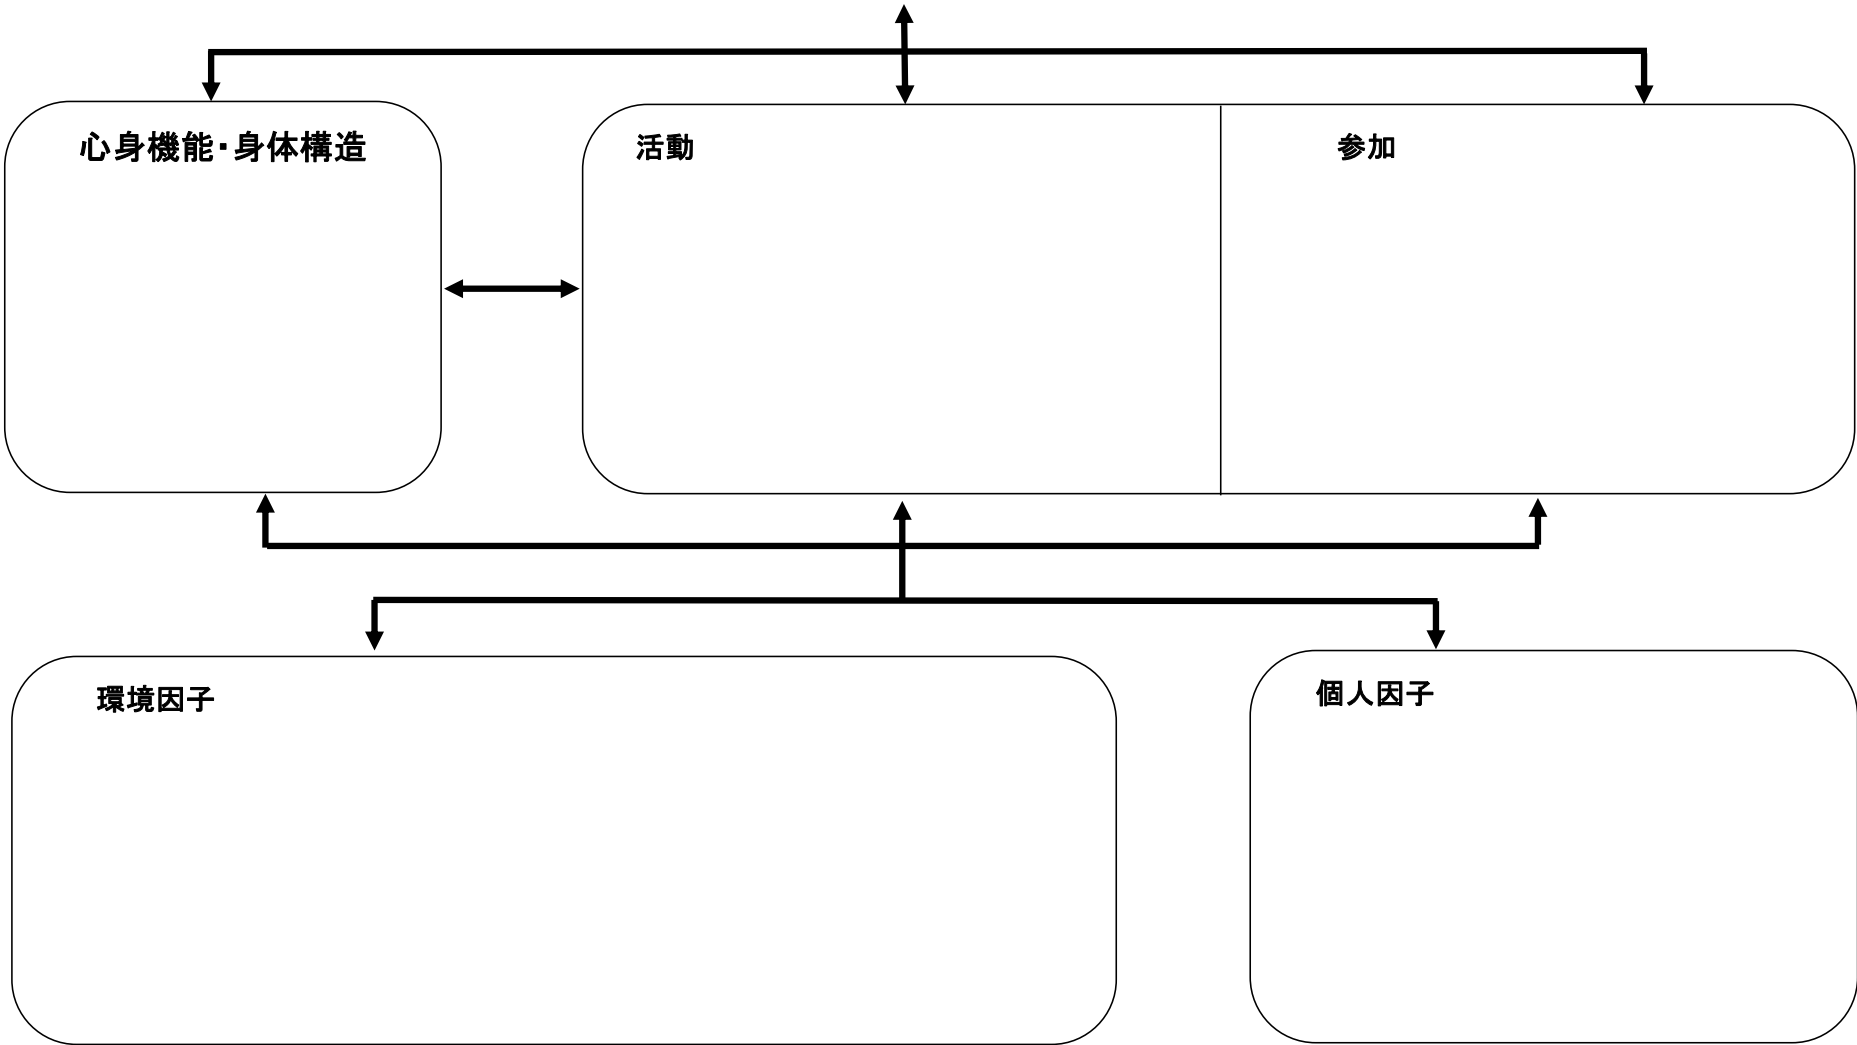 心身機能・身体構造
活動
参加
環境因子
個人因子